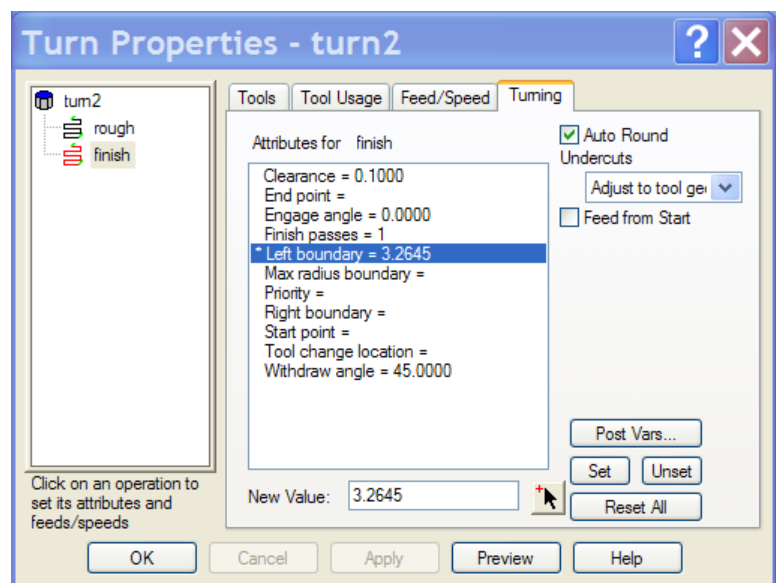 Turn Properties - turn2
?
turn2
rough
finish
Click on an operation to
set its attributes and
feeds/speeds
Tools
Tool Usage
Feed/Speed
Turning
Attributes for finish
Clearance = 0.1000
End point =
Engage angle = 0.0000
Finish passes = 1
* Left boundary = 3.2645
Max radius boundary =
Priority =
Right boundary =
Start point =
Tool change location =
Withdraw angle = 45.0000
New Value: 3.2645
Auto Round
Undercuts
Adjust to tool ge
Feed from Start
Post Vars...
Set
Unset
Reset All
OK
Cancel
Apply
Preview
Help